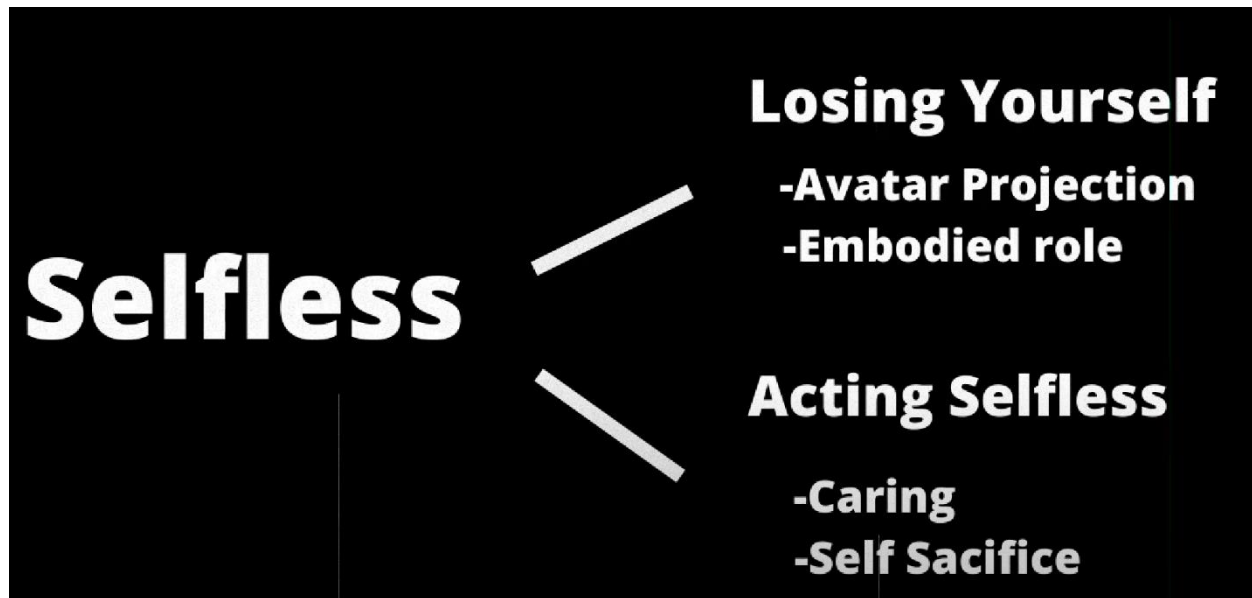 Selfless
Losing Yourself
-Avatar Projection
-Embodied role
Acting Selfless
-Caring
-Self Sacifice